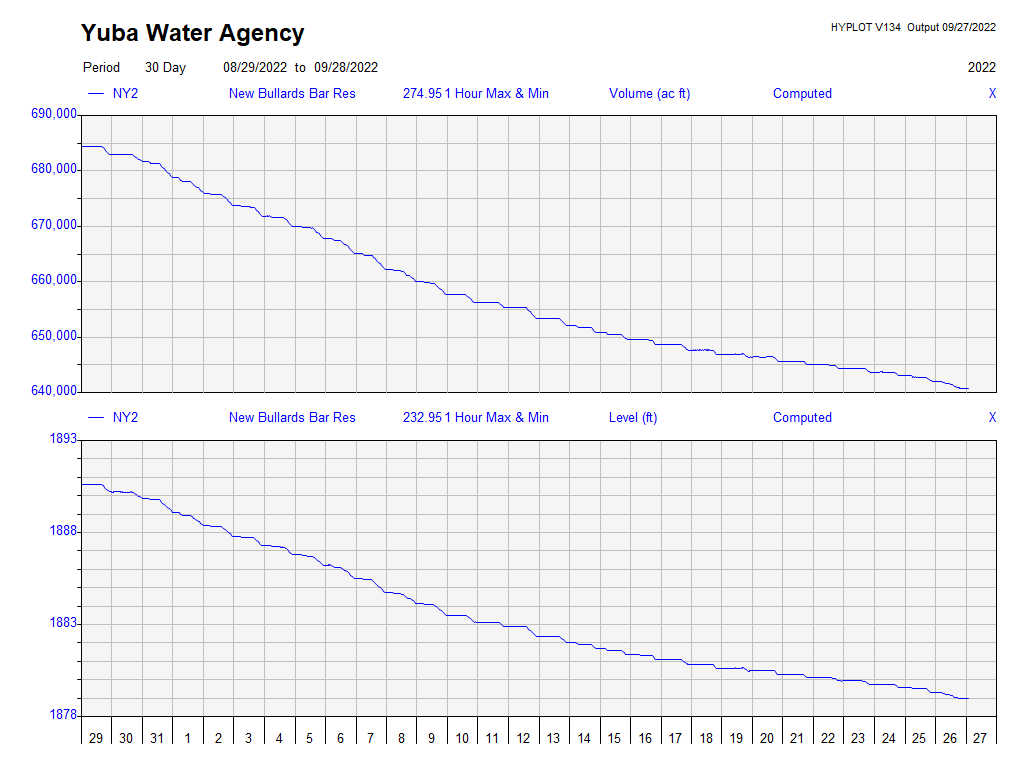 Yuba Water Agency
HYPLOT V134 Output 09/27/2022
Period 30 Day 08/29/2022 to 09/28/2022 2022
NY2 New Bullards Bar Res 274.95 1 Hour Max & Min Volume (ac ft) Computed X
690,000
680,000
670,000
660,000
650,000
640,000
NY2 New Bullards Bar Res 232.95 1 Hour Max & Min Level (ft) Computed X
1893
1888
1883
1878
29 30 31 1 2 3 4 5 6 7 8 9 10 11 12 13 14 15 16 17 18 19 20 21 22 23 24 25 26 27